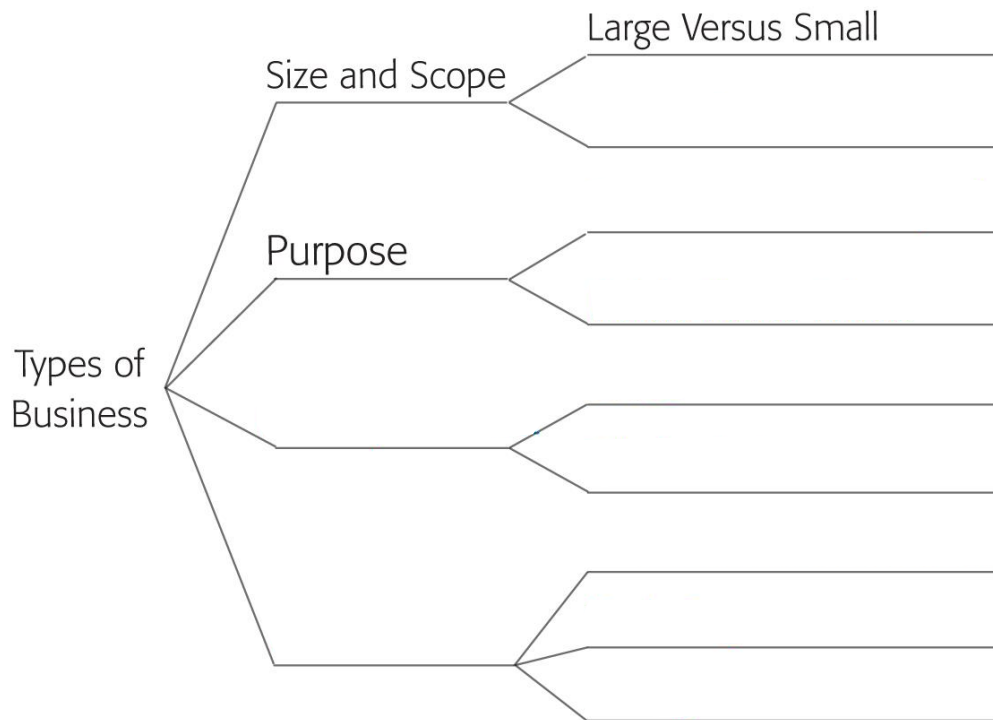 Large Versus Small
Size and Scope
Purpose
Types of
Business